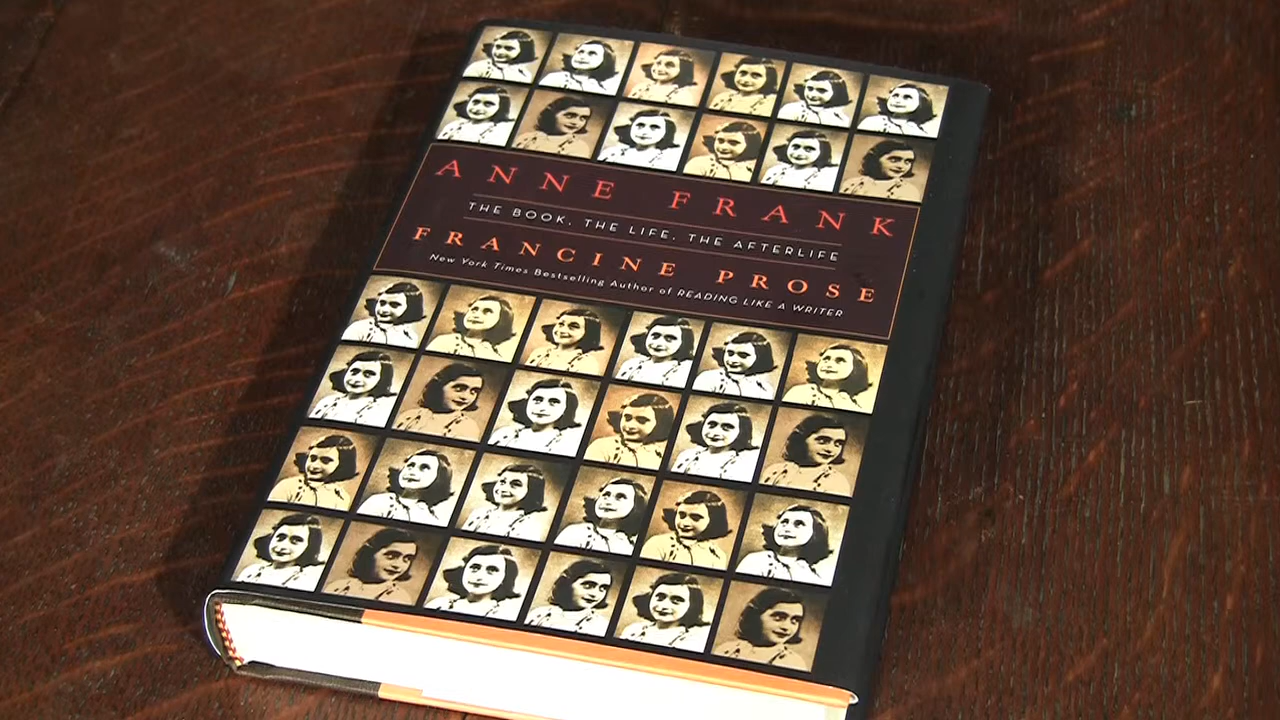 ANNE FRANK
THE BOOK, THE LIFE, THE AFTERLIFE
FRANCINE PROSE
New York Times Bestselling Author of READING LIKE A WRITER